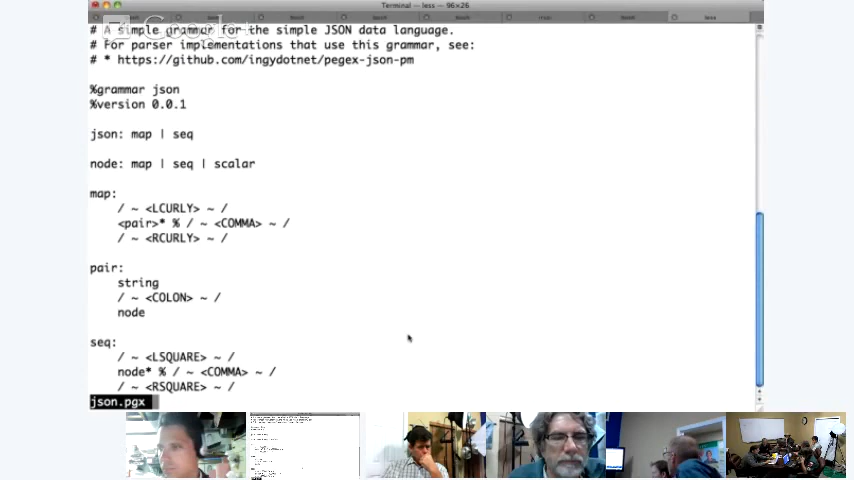 Terminal — less — 96×26
# A simple grammar for the simple JSON data language.
# For parser implementations that use this grammar, see:
# * https://github.com/ingydotnet/pegex-json-pm
%grammar json
%version 0.0.1
json: map | seq
node: map | seq | scalar
map:
/ ~ <LCURLY> ~ /
<pair>* % / ~ <COMMA> ~ /
/ ~ <RCURLY> ~ /
pair:
string
/ ~ <COLON> ~ /
node
seq:
/ ~ <LSQUARE> ~ /
node* % / ~ <COMMA> ~ /
/ ~ <RSQUARE> ~ /
json.pgx